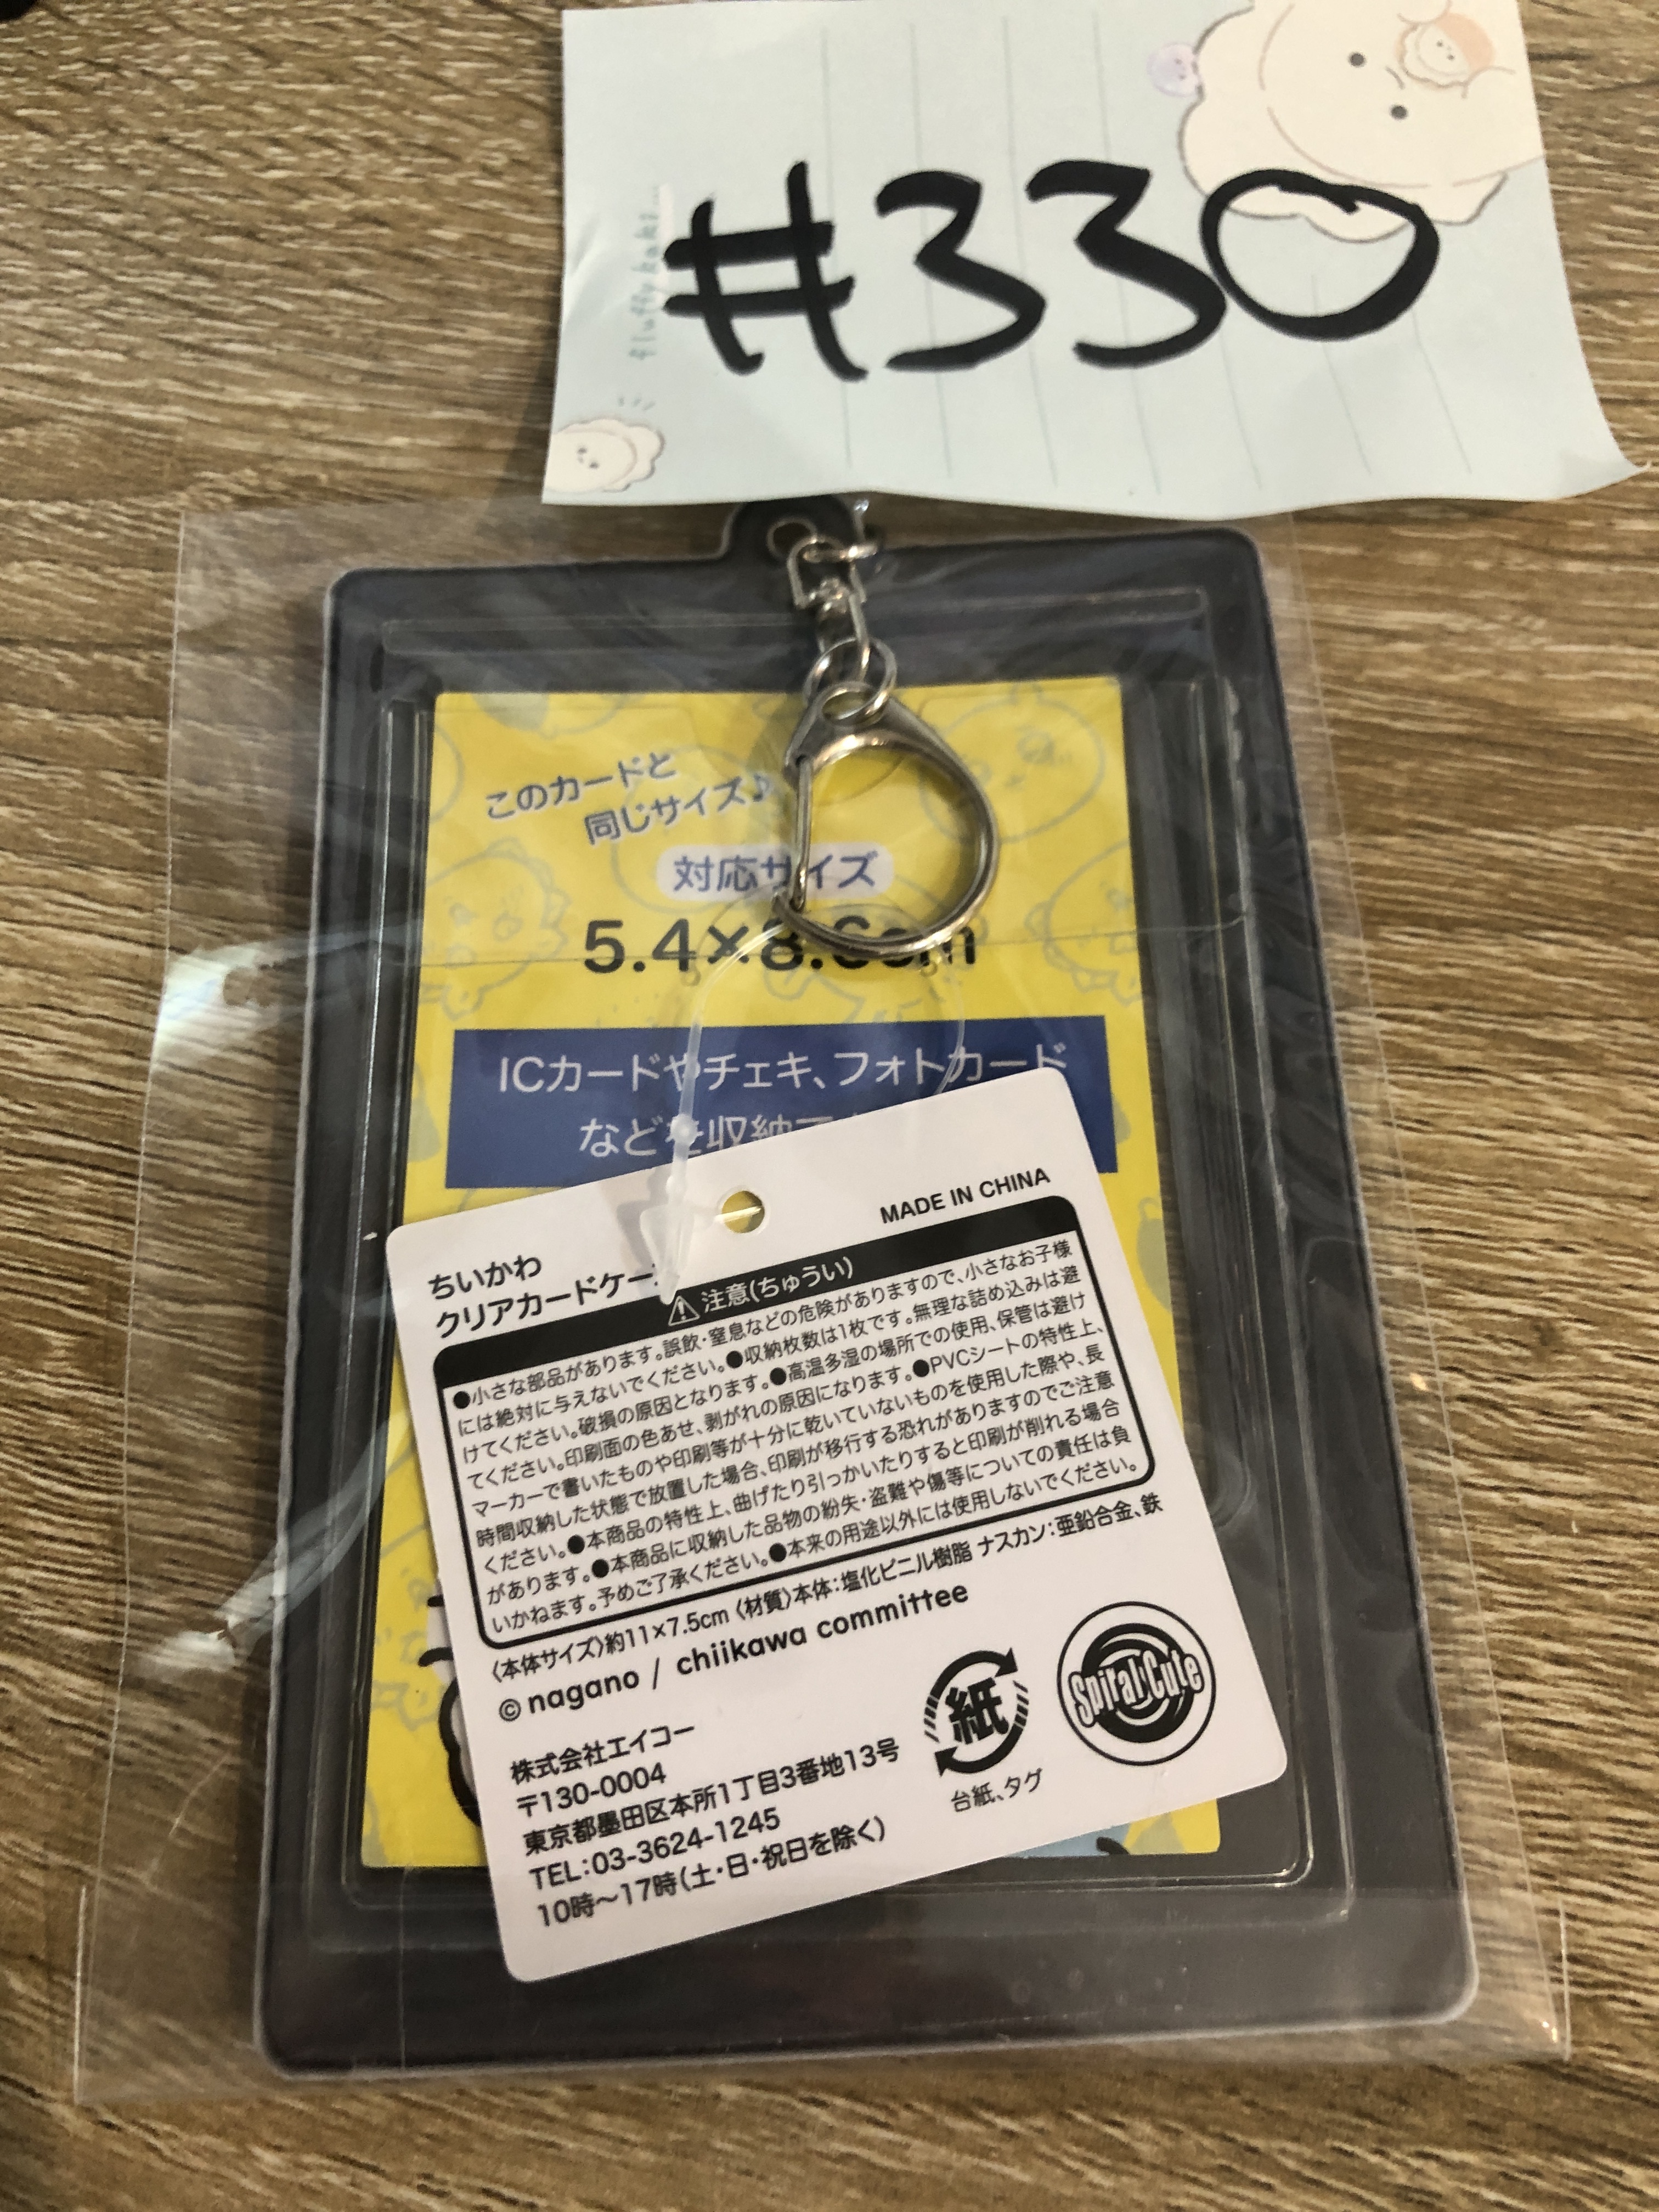 #330
fluffy kaki...
このカードと
同じサイズ♪
対応サイズ
5.4×8.6cm
ICカードやチェキ、フォトカード
などを収納
MADE IN CHINA
ちいかわ
クリアカードケー
⚠注意(ちゅうい)
●小さな部品があります。誤飲・窒息などの危険がありますので、小さなお子様
には絶対に与えないでください。●収納枚数は1枚です。無理な詰め込みは避
けてください。破損の原因となります。●高温多湿の場所での使用、保管は避け
てください。印刷面の色あせ、剥がれの原因になります。●PVCシートの特性上、
マーカーで書いたものや印刷等が十分に乾いていないものを使用した際や、長
時間収納した状態で放置した場合、印刷が移行する恐れがありますのでご注意
ください。●本商品の特性上、曲げたり引っかいたりすると印刷が削れる場合
があります。●本商品に収納した品物の紛失・盗難や傷等についての責任は負
いかねます。予めご了承ください。●本来の用途以外には使用しないでください。
〈本体サイズ〉約11×7.5cm 〈材質〉本体：塩化ビニル樹脂 ナスカン：亜鉛合金、鉄
©nagano / chiikawa committee
株式会社エイコー
〒130-0004
東京都墨田区本所1丁目3番地13号
TEL：03-3624-1245
10時～17時(土・日・祝日を除く)
紙
台紙、タグ
Spiral Cute